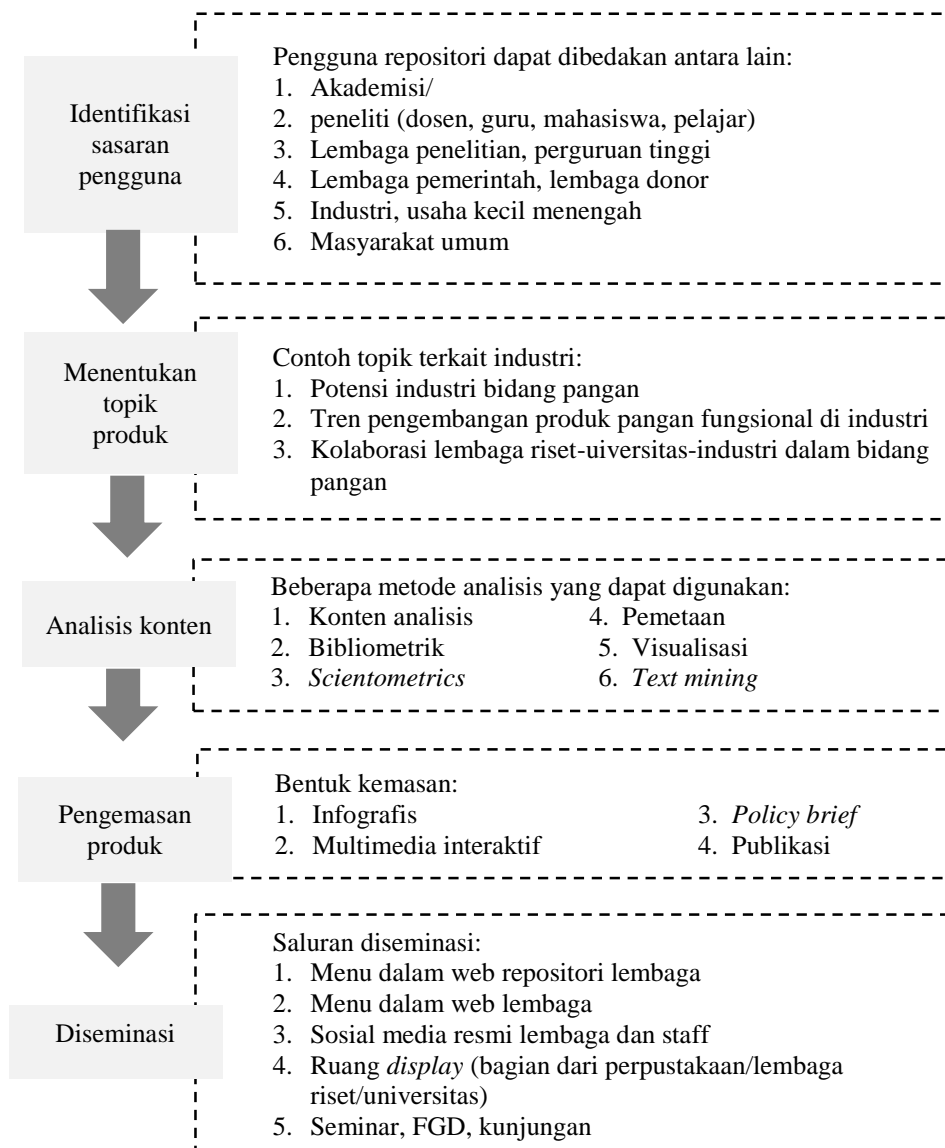 Identifikasi
sasaran
pengguna
Pengguna repositori dapat dibedakan antara lain:
1. Akademisi/
2. peneliti (dosen, guru, mahasiswa, pelajar)
3. Lembaga penelitian, perguruan tinggi
4. Lembaga pemerintah, lembaga donor
5. Industri, usaha kecil menengah
6. Masyarakat umum
Menentukan
topik
produk
Contoh topik terkait industri:
1. Potensi industri bidang pangan
2. Tren pengembangan produk pangan fungsional di industri
3. Kolaborasi lembaga riset-uiversitas-industri dalam bidang
pangan
Analisis konten
Beberapa metode analisis yang dapat digunakan:
1. Konten analisis 4. Pemetaan
2. Bibliometrik 5. Visualisasi
3. Scientometrics 6. Text mining
Pengemasan
produk
Bentuk kemasan:
1. Infografis 3. Policy brief
2. Multimedia interaktif 4. Publikasi
Diseminasi
Saluran diseminasi:
1. Menu dalam web repositori lembaga
2. Menu dalam web lembaga
3. Sosial media resmi lembaga dan staff
4. Ruang display (bagian dari perpustakaan/lembaga
riset/universitas)
5. Seminar, FGD, kunjungan